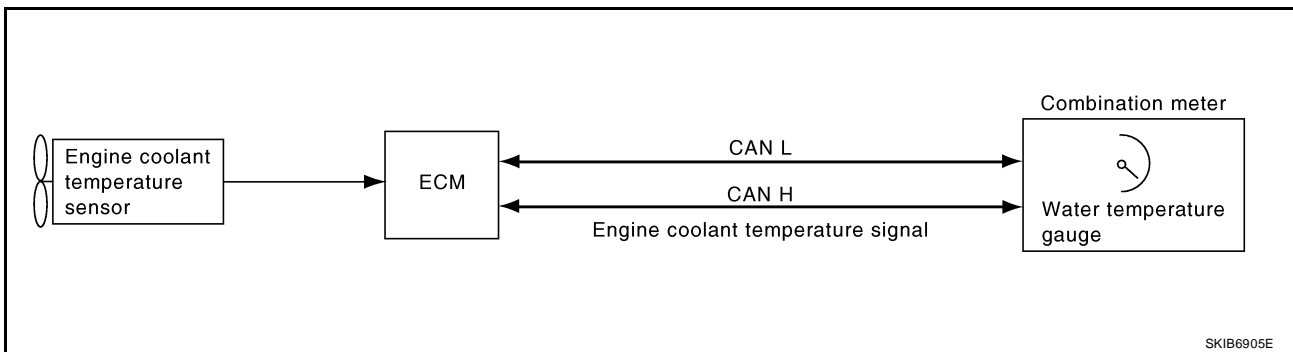 Combination meter
Engine coolant
temperature
sensor
ECM
CAN L
CAN H
Engine coolant temperature signal
Water temperature
gauge
SKIB6905E